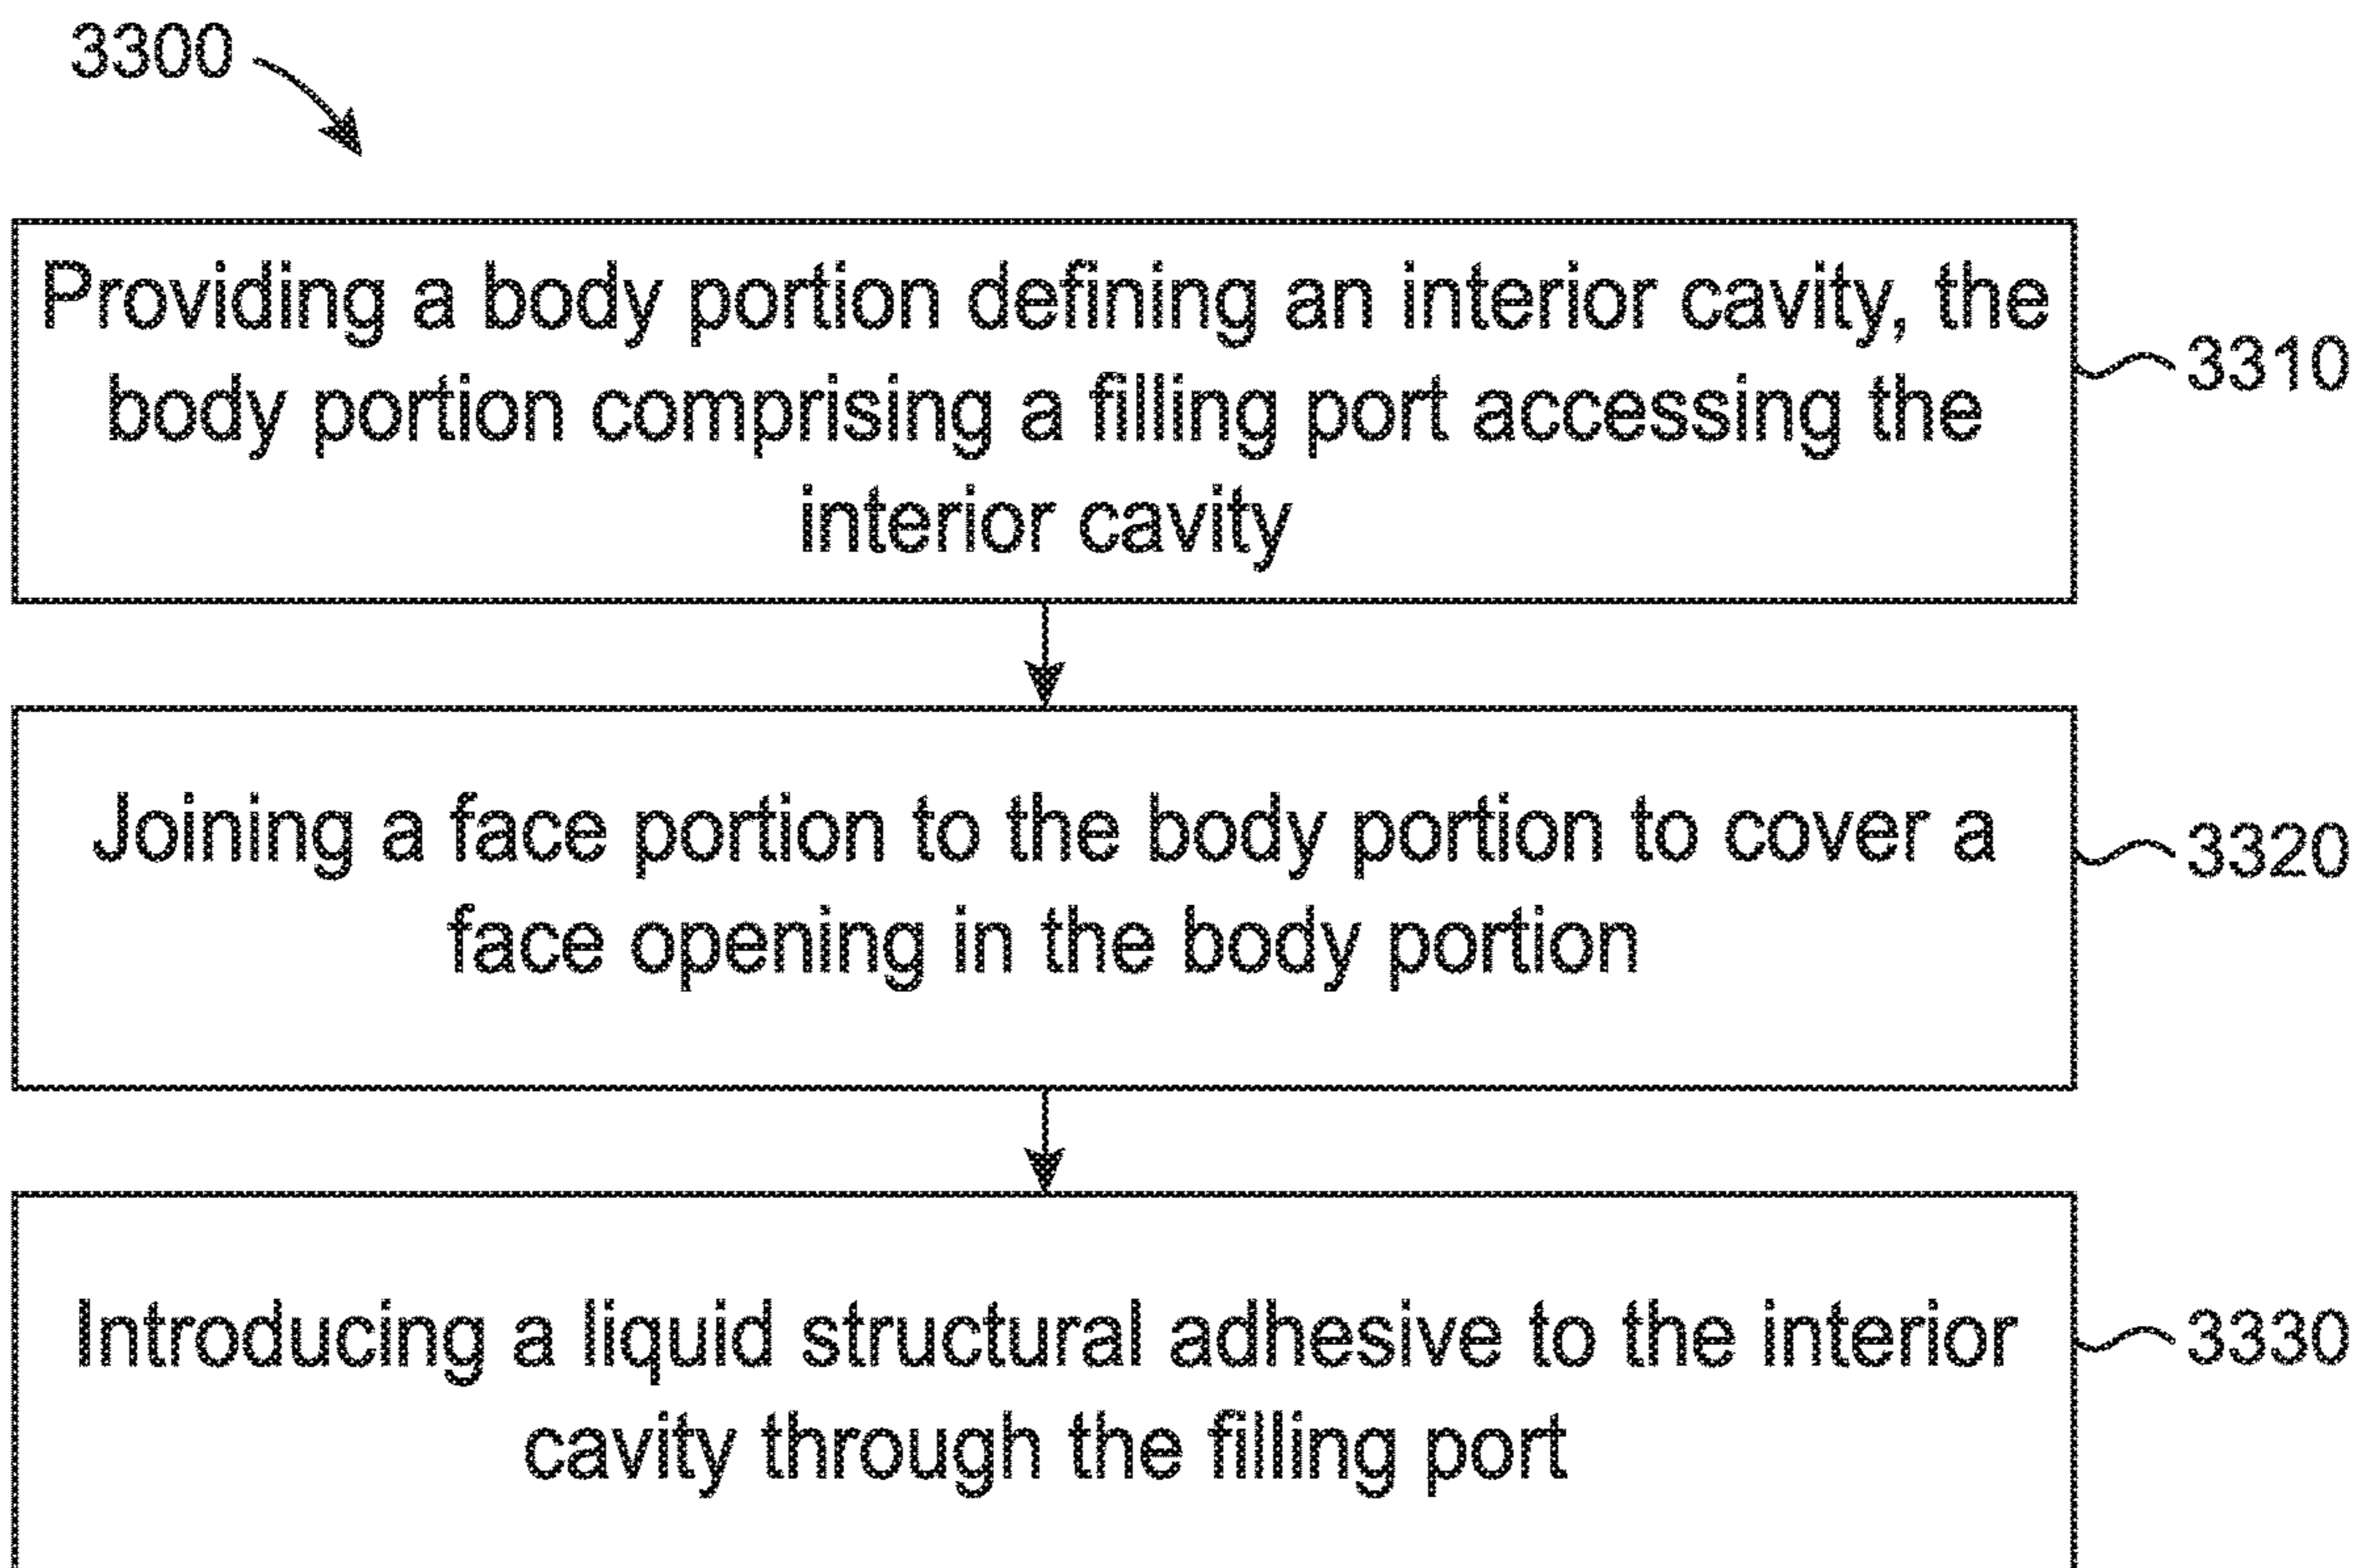 3300
Providing a body portion defining an interior cavity, the
body portion comprising a filling port accessing the
interior cavity
3310
Joining a face portion to the body portion to cover a
face opening in the body portion
3320
Introducing a liquid structural adhesive to the interior
cavity through the filling port
3330